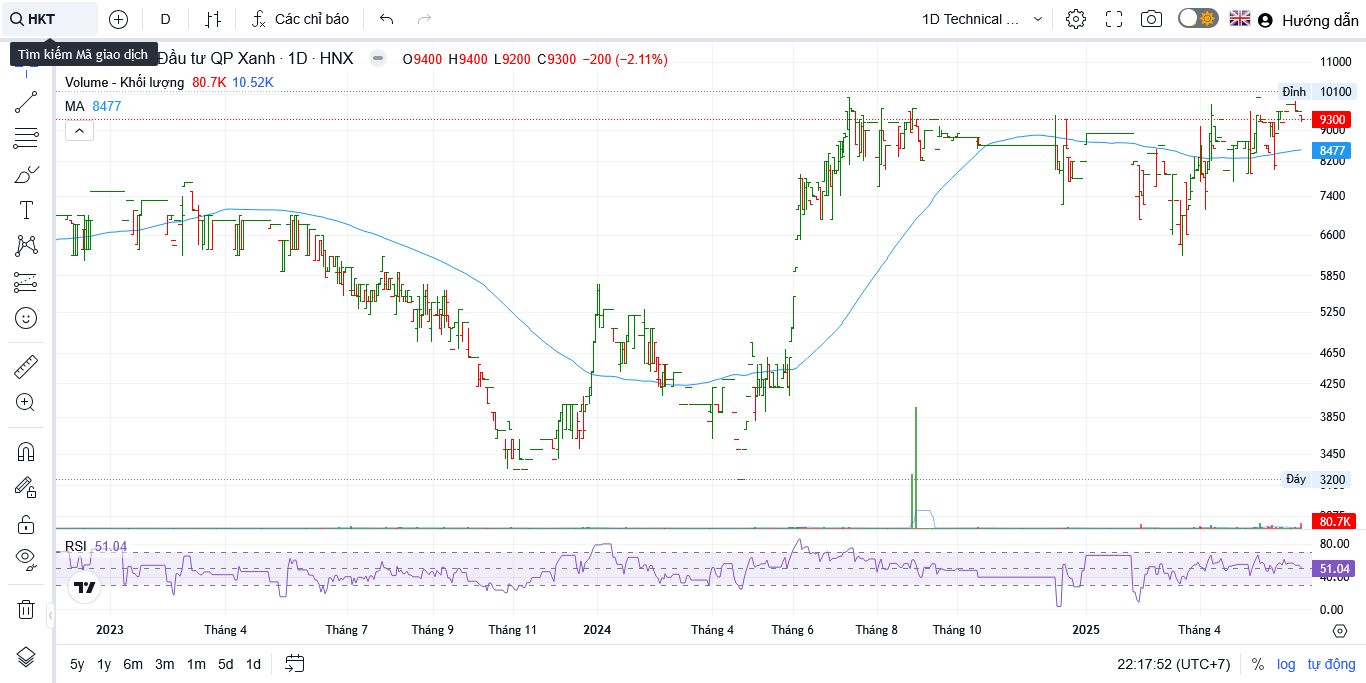 HKT D Các chỉ báo 1D Technical ... Hướng dẫn
Tìm kiếm Mã giao dịch
Đầu tư QP Xanh · 1D · HNX O9400 H9400 L9200 C9300 −200 (−2.11%)
Volume - Khối lượng 80.7K 10.52K
MA 8477
11000
Đỉnh 10100
9300
9000
8477
8200
7400
6600
5850
5250
4650
4250
3850
3450
Đáy 3200
80.7K
RSI 51.04
80.00
51.04
40.00
0.00
2023 Tháng 4 Tháng 7 Tháng 9 Tháng 11 2024 Tháng 4 Tháng 6 Tháng 8 Tháng 10 2025 Tháng 4
5y 1y 6m 3m 1m 5d 1d 22:17:52 (UTC+7) % log tự động